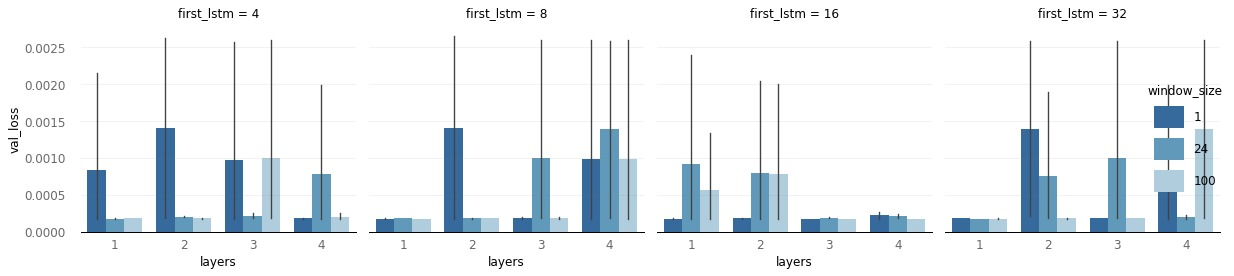 first_lstm = 4
first_lstm = 8
first_lstm = 16
first_lstm = 32
val_loss
0.0025
0.0020
0.0015
0.0010
0.0005
0.0000
1 2 3 4
1 2 3 4
1 2 3 4
1 2 3 4
layers
layers
layers
layers
window_size
1
24
100